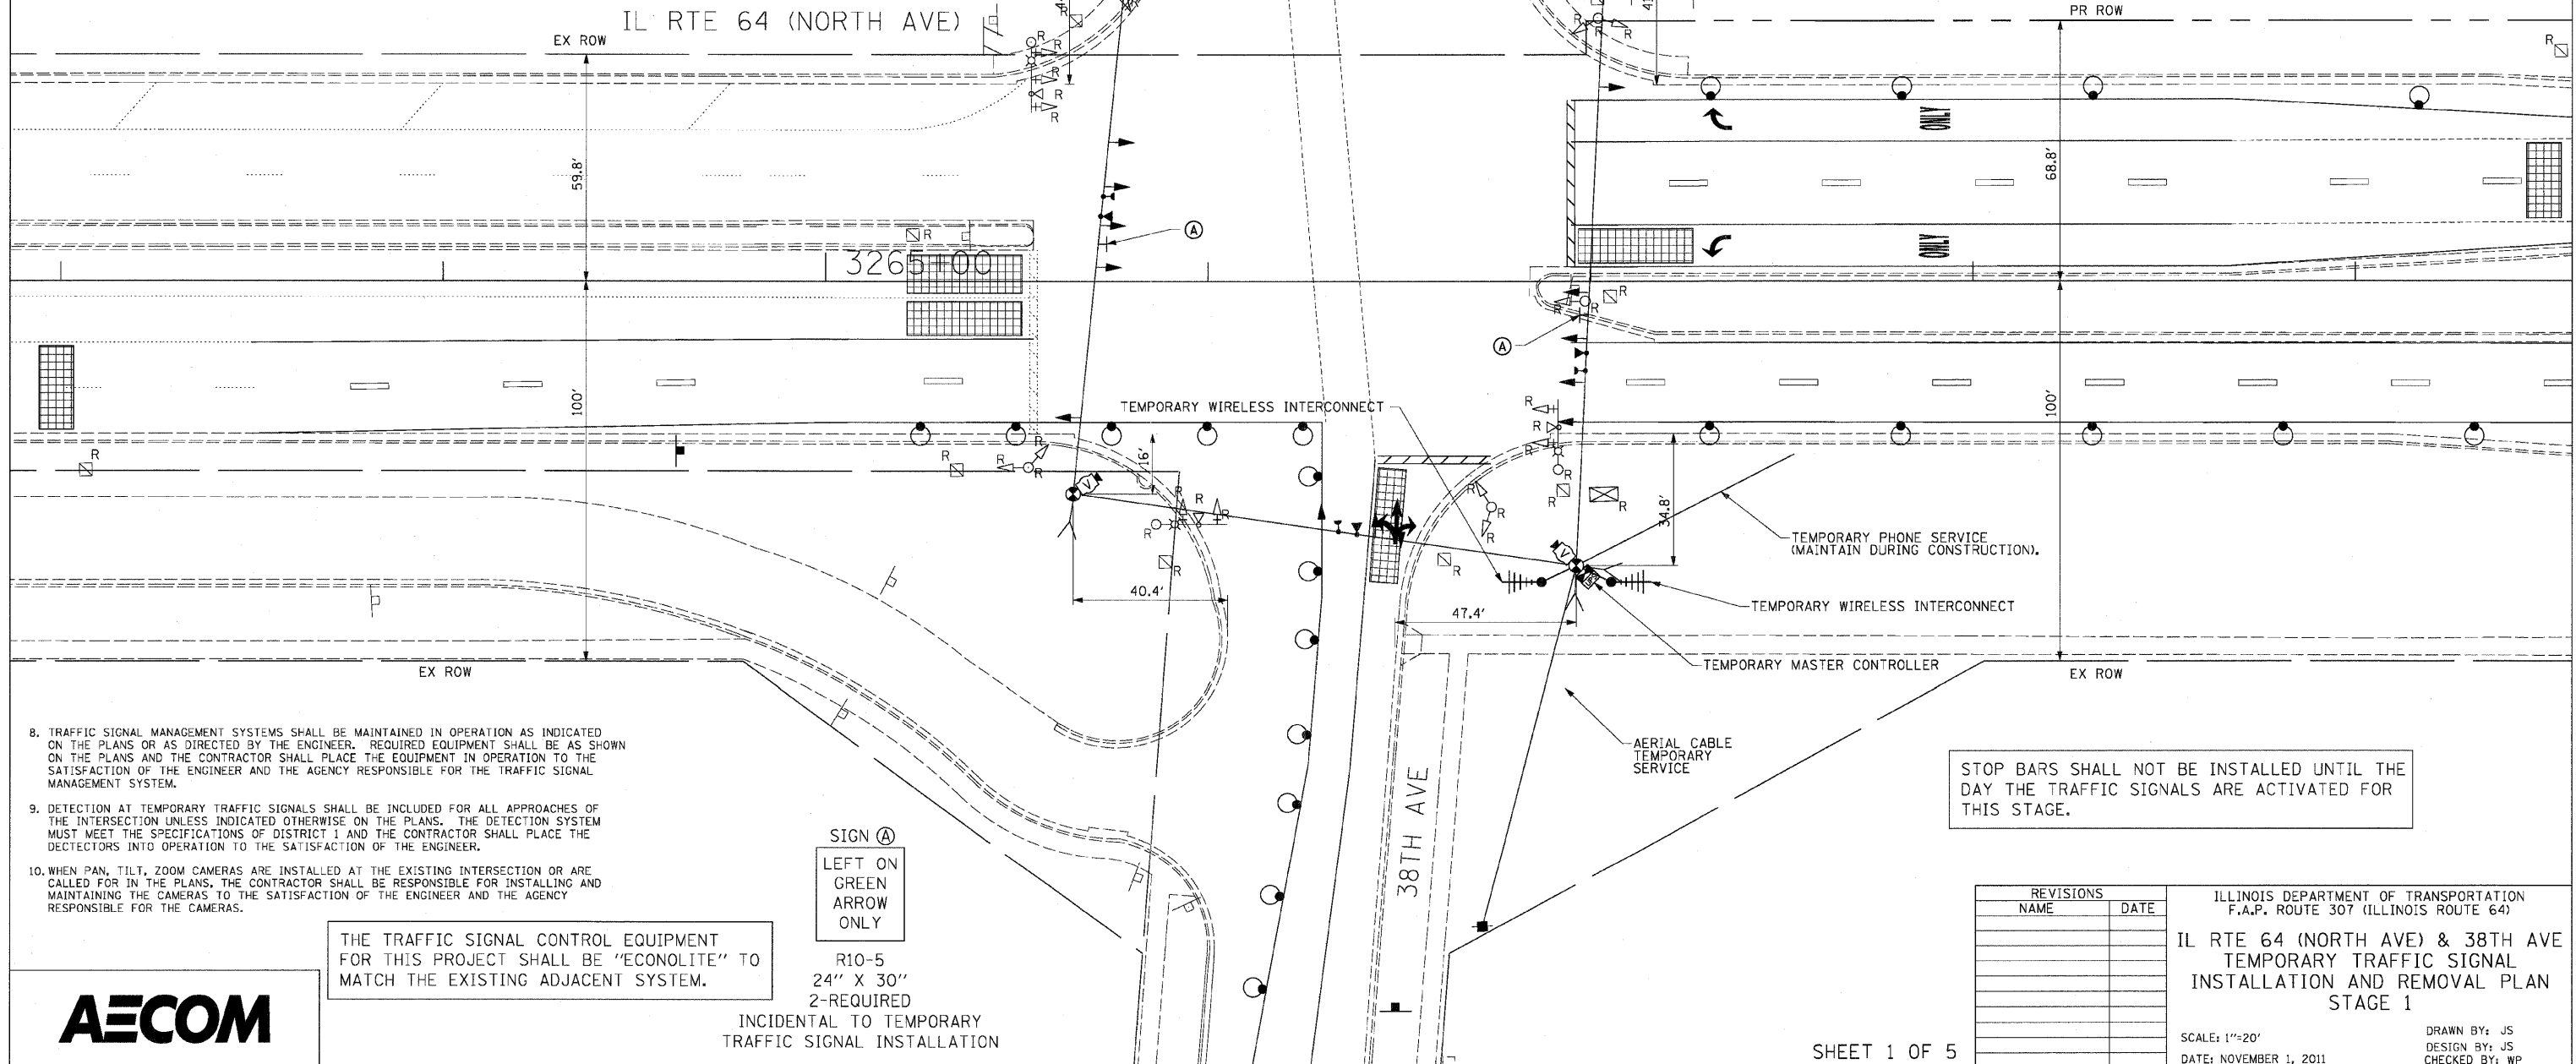 IL RTE 64 (NORTH AVE)
EX ROW
PR ROW
R
R
R
R
R
R
R
R
R
59.8'
68.8'
ONLY
ONLY
A
R
3265+00
R
R
R
A
100'
100'
TEMPORARY WIRELESS INTERCONNECT
R
R
R
R
R
R
R
R
16'
V
R
R
R
R
R
R
R
R
R
R
R
34.8'
TEMPORARY PHONE SERVICE
(MAINTAIN DURING CONSTRUCTION).
V
40.4'
47.4'
TEMPORARY WIRELESS INTERCONNECT
TEMPORARY MASTER CONTROLLER
EX ROW
EX ROW
AERIAL CABLE
TEMPORARY
SERVICE
38TH AVE
8. TRAFFIC SIGNAL MANAGEMENT SYSTEMS SHALL BE MAINTAINED IN OPERATION AS INDICATED
ON THE PLANS OR AS DIRECTED BY THE ENGINEER. REQUIRED EQUIPMENT SHALL BE AS SHOWN
ON THE PLANS AND THE CONTRACTOR SHALL PLACE THE EQUIPMENT IN OPERATION TO THE
SATISFACTION OF THE ENGINEER AND THE AGENCY RESPONSIBLE FOR THE TRAFFIC SIGNAL
MANAGEMENT SYSTEM.
9. DETECTION AT TEMPORARY TRAFFIC SIGNALS SHALL BE INCLUDED FOR ALL APPROACHES OF
THE INTERSECTION UNLESS INDICATED OTHERWISE ON THE PLANS. THE DETECTION SYSTEM
MUST MEET THE SPECIFICATIONS OF DISTRICT 1 AND THE CONTRACTOR SHALL PLACE THE
DECTECTORS INTO OPERATION TO THE SATISFACTION OF THE ENGINEER.
10. WHEN PAN, TILT, ZOOM CAMERAS ARE INSTALLED AT THE EXISTING INTERSECTION OR ARE
CALLED FOR IN THE PLANS, THE CONTRACTOR SHALL BE RESPONSIBLE FOR INSTALLING AND
MAINTAINING THE CAMERAS TO THE SATISFACTION OF THE ENGINEER AND THE AGENCY
RESPONSIBLE FOR THE CAMERAS.
THE TRAFFIC SIGNAL CONTROL EQUIPMENT
FOR THIS PROJECT SHALL BE "ECONOLITE" TO
MATCH THE EXISTING ADJACENT SYSTEM.
AECOM
SIGN A
LEFT ON
GREEN
ARROW
ONLY
R10-5
24" X 30"
2-REQUIRED
INCIDENTAL TO TEMPORARY
TRAFFIC SIGNAL INSTALLATION
STOP BARS SHALL NOT BE INSTALLED UNTIL THE
DAY THE TRAFFIC SIGNALS ARE ACTIVATED FOR
THIS STAGE.
SHEET 1 OF 5
REVISIONS
NAME DATE
ILLINOIS DEPARTMENT OF TRANSPORTATION
F.A.P. ROUTE 307 (ILLINOIS ROUTE 64)
IL RTE 64 (NORTH AVE) & 38TH AVE
TEMPORARY TRAFFIC SIGNAL
INSTALLATION AND REMOVAL PLAN
STAGE 1
SCALE: 1"=20'
DATE: NOVEMBER 1, 2011
DRAWN BY: JS
DESIGN BY: JS
CHECKED BY: WP